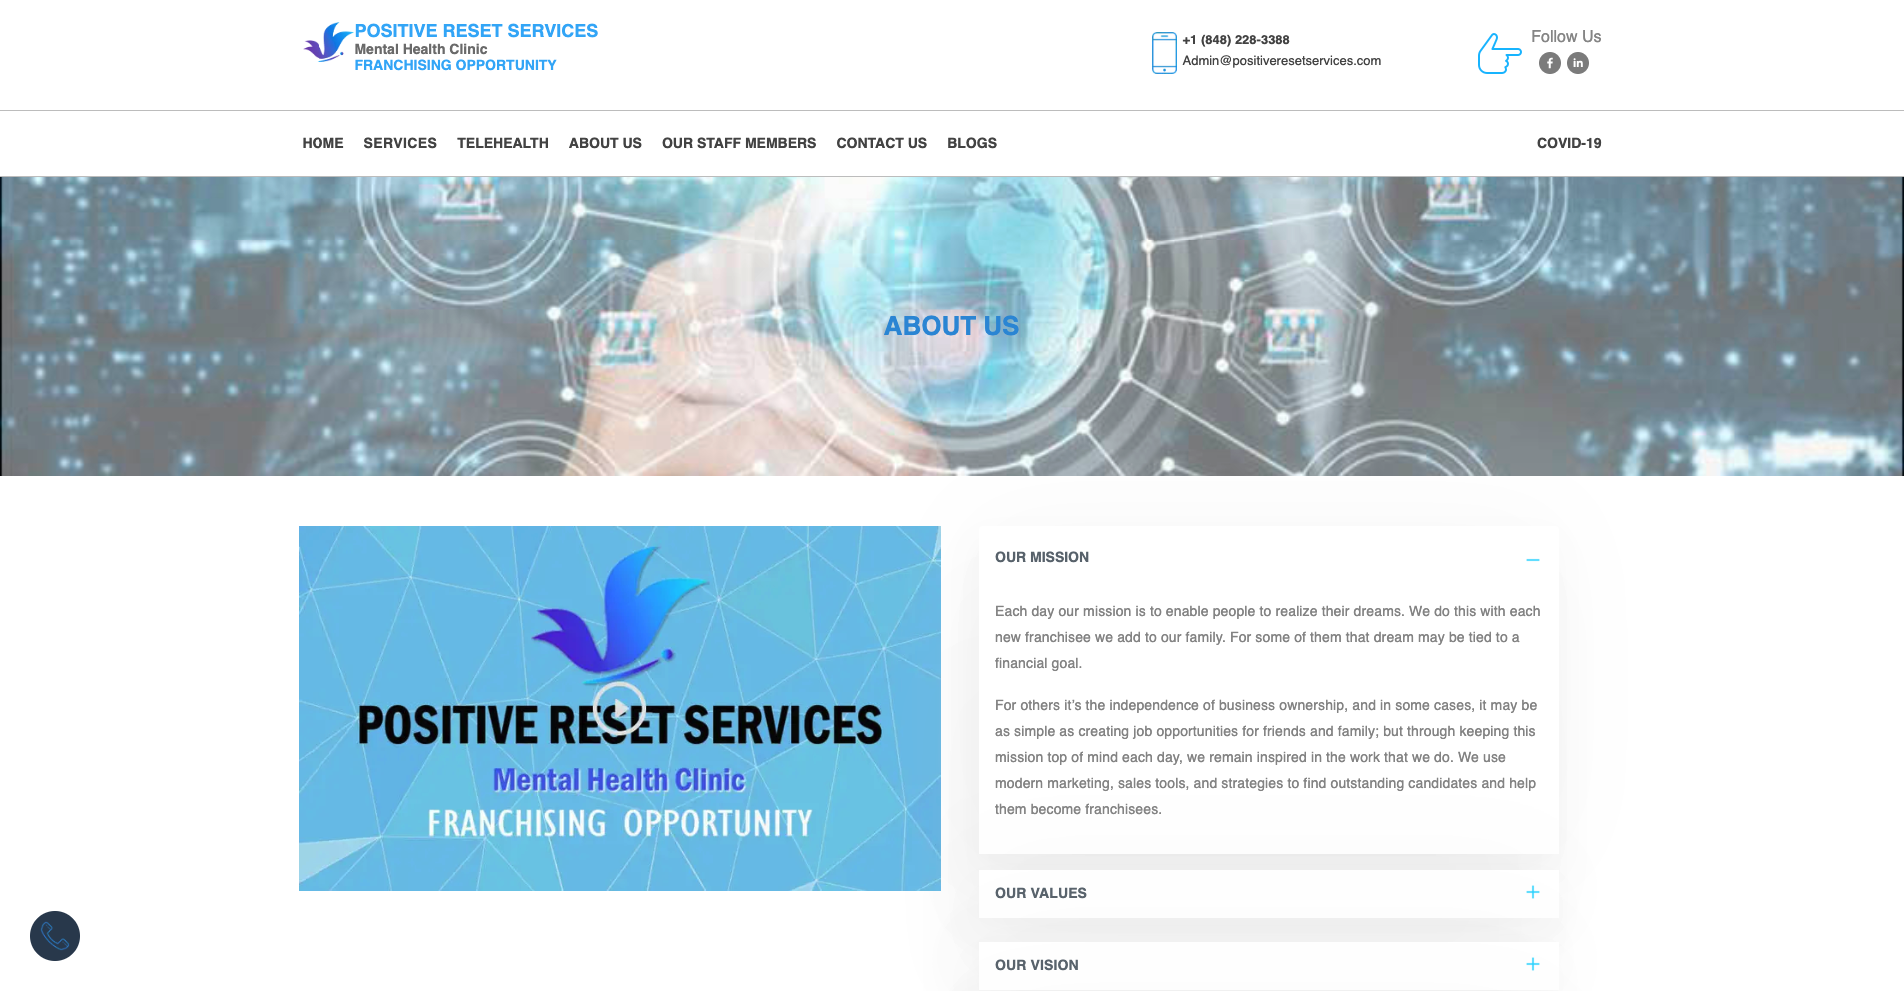 POSITIVE RESET SERVICES
Mental Health Clinic
FRANCHISING OPPORTUNITY
+1 (848) 228-3388
Admin@positiveresetservices.com
Follow Us
HOME SERVICES TELEHEALTH ABOUT US OUR STAFF MEMBERS CONTACT US BLOGS COVID-19
ABOUT US
POSITIVE RESET SERVICES
Mental Health Clinic
FRANCHISING OPPORTUNITY
OUR MISSION
Each day our mission is to enable people to realize their dreams. We do this with each
new franchisee we add to our family. For some of them that dream may be tied to a
financial goal.
For others it’s the independence of business ownership, and in some cases, it may be
as simple as creating job opportunities for friends and family; but through keeping this
mission top of mind each day, we remain inspired in the work that we do. We use
modern marketing, sales tools, and strategies to find outstanding candidates and help
them become franchisees.
OUR VALUES
OUR VISION